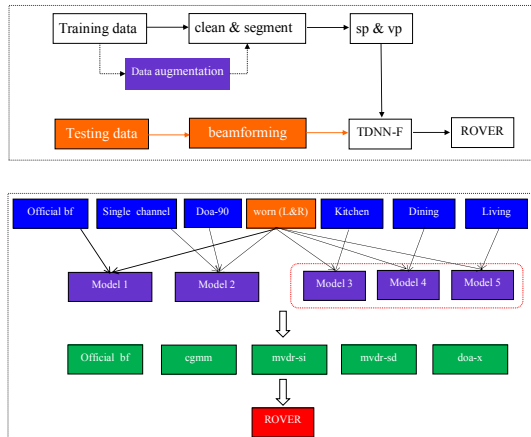 Training data
clean & segment
sp & vp
Data augmentation
Testing data
beamforming
TDNN-F
ROVER
Official bf
Single channel
Doa-90
worn (L&R)
Kitchen
Dining
Living
Model 1
Model 2
Model 3
Model 4
Model 5
Official bf
cgmm
mvdr-si
mvdr-sd
doa-x
ROVER